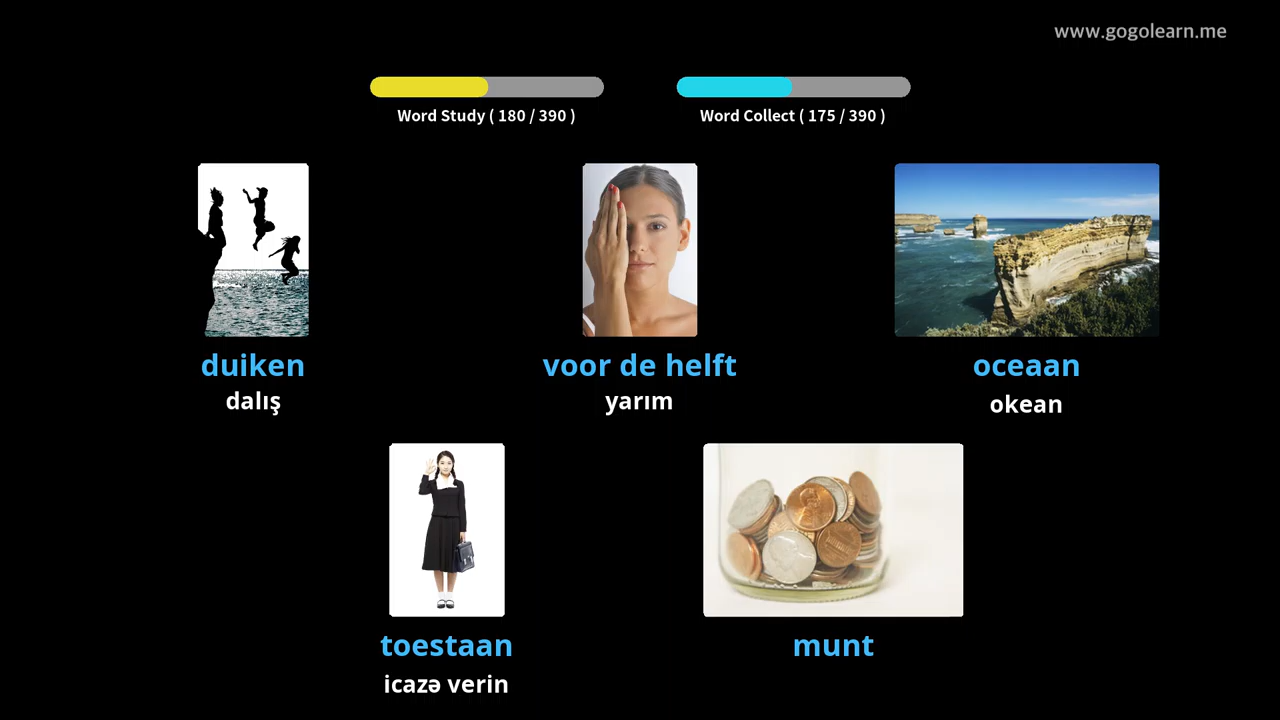 www.gogolearn.me
Word Study ( 180 / 390 )
Word Collect ( 175 / 390 )
duiken
dalış
voor de helft
yarım
oceaan
okean
toestaan
icazə verin
munt